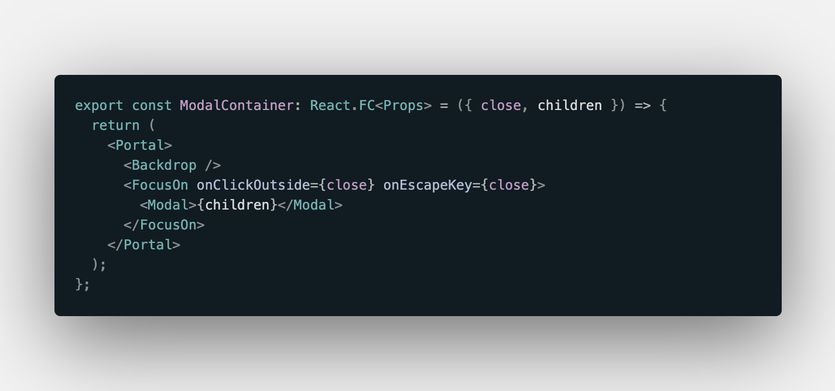 export const ModalContainer: React.FC<Props> = ({ close, children }) => {
  return (
    <Portal>
      <Backdrop />
      <FocusOn onClickOutside={close} onEscapeKey={close}>
        <Modal>{children}</Modal>
      </FocusOn>
    </Portal>
  );
};